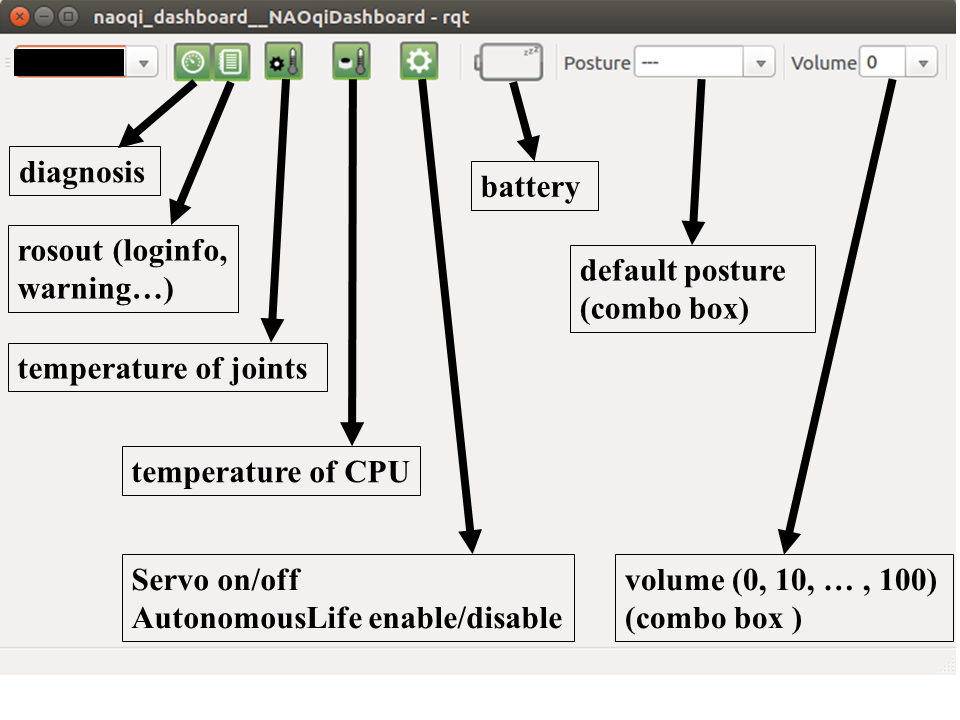 naoqi_dashboard__NAOqiDashboard - rqt
Posture --- Volume 0
zzz
diagnosis
battery
rosout (loginfo,
warning…)
default posture
(combo box)
temperature of joints
temperature of CPU
Servo on/off
AutonomousLife enable/disable
volume (0, 10, … , 100)
(combo box )